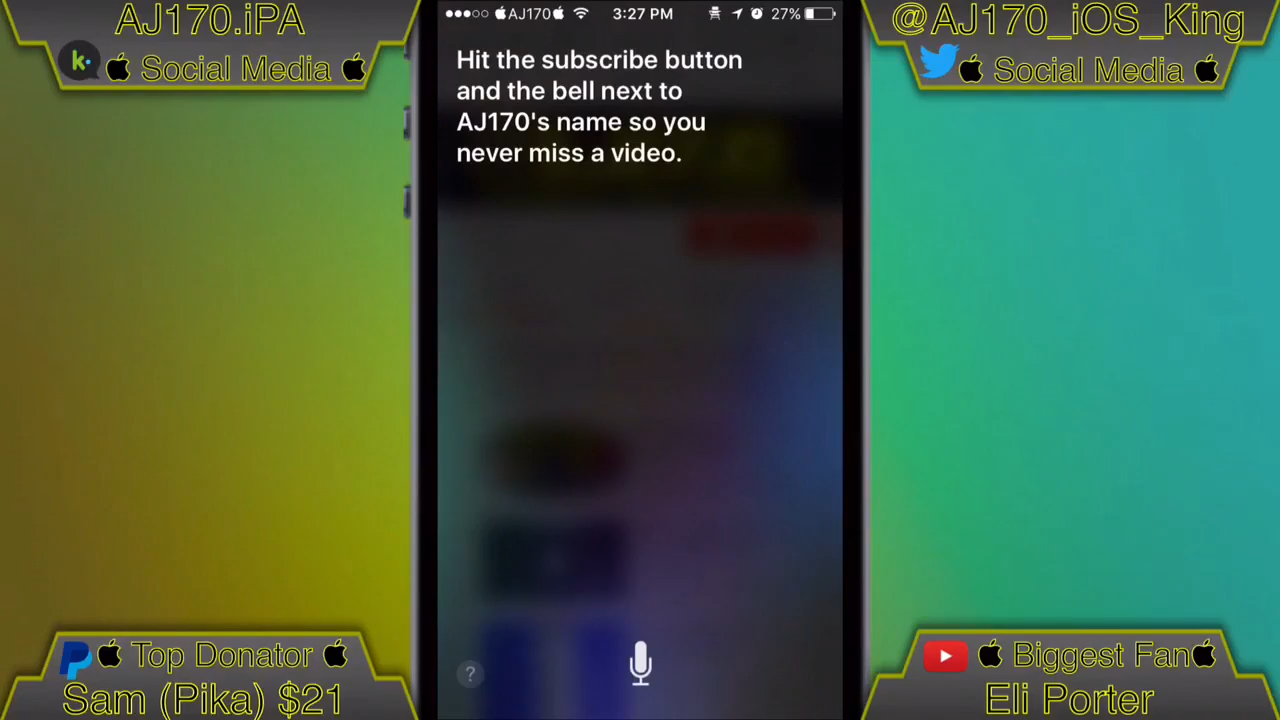 AJ170.iPA
k.
Social Media
AJ170
3:27 PM
27%
Hit the subscribe button
and the bell next to
AJ170's name so you
never miss a video.
?
@AJ170_iOS_King
Social Media
Top Donator
Sam (Pika) $21
Biggest Fan
Eli Porter